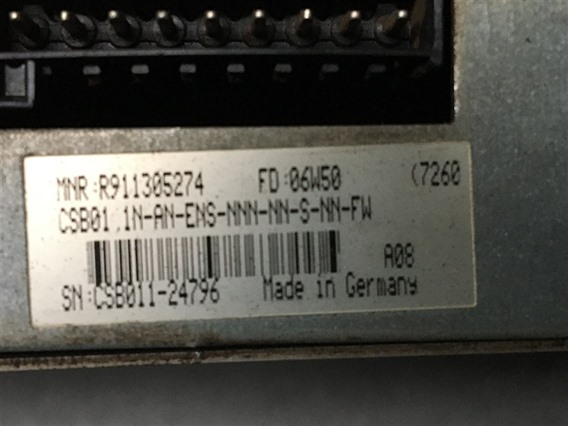 MNR:R911305274 FD:06W50 (7260
CSB01.1N-AN-ENS-NNN-NN-S-NN-FW
A08
SN:CSB011-24796 Made in Germany